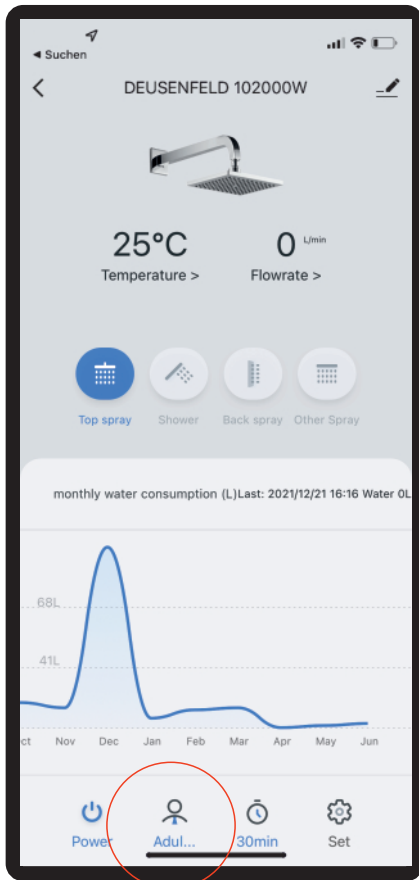 ◀ Suchen
DEUSENFELD 102000W
25°C 0 L/min
Temperature > Flowrate >
Top spray Shower Back spray Other Spray
monthly water consumption (L)Last: 2021/12/21 16:16 Water 0L
68L
41L
ct Nov Dec Jan Feb Mar Apr May Jun
Power Adul... 30min Set